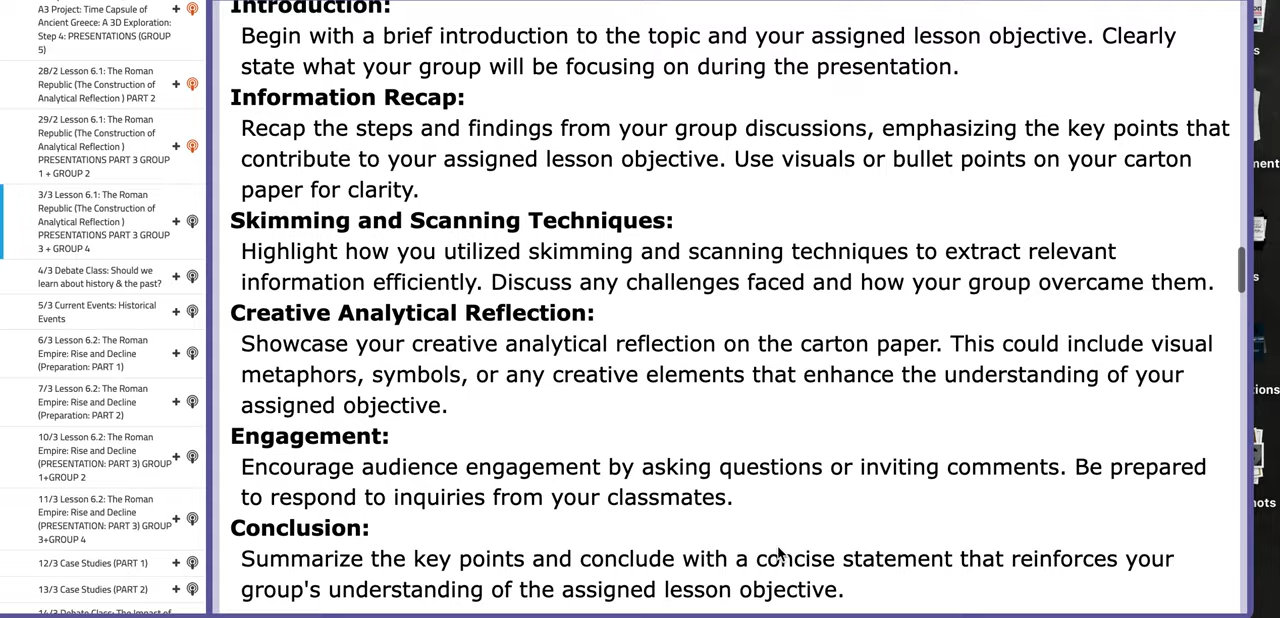 A3 Project: Time Capsule of
Ancient Greece: A 3D Exploration:
Step 4: PRESENTATIONS (GROUP
5)
28/2 Lesson 6.1: The Roman
Republic (The Construction of
Analytical Reflection ) PART 2
29/2 Lesson 6.1: The Roman
Republic (The Construction of
Analytical Reflection )
PRESENTATIONS PART 3 GROUP
1 + GROUP 2
3/3 Lesson 6.1: The Roman
Republic (The Construction of
Analytical Reflection )
PRESENTATIONS PART 3 GROUP
3 + GROUP 4
4/3 Debate Class: Should we
learn about history & the past?
5/3 Current Events: Historical
Events
6/3 Lesson 6.2: The Roman
Empire: Rise and Decline
(Preparation: PART 1)
7/3 Lesson 6.2: The Roman
Empire: Rise and Decline
(Preparation: PART 2)
10/3 Lesson 6.2: The Roman
Empire: Rise and Decline
(PRESENTATION: PART 3) GROUP
1+GROUP 2
11/3 Lesson 6.2: The Roman
Empire: Rise and Decline
(PRESENTATION: PART 3) GROUP
3+GROUP 4
12/3 Case Studies (PART 1)
13/3 Case Studies (PART 2)
14/3 Debate Class: The Impact of
Introduction:
Begin with a brief introduction to the topic and your assigned lesson objective. Clearly
state what your group will be focusing on during the presentation.
Information Recap:
Recap the steps and findings from your group discussions, emphasizing the key points that
contribute to your assigned lesson objective. Use visuals or bullet points on your carton
paper for clarity.
Skimming and Scanning Techniques:
Highlight how you utilized skimming and scanning techniques to extract relevant
information efficiently. Discuss any challenges faced and how your group overcame them.
Creative Analytical Reflection:
Showcase your creative analytical reflection on the carton paper. This could include visual
metaphors, symbols, or any creative elements that enhance the understanding of your
assigned objective.
Engagement:
Encourage audience engagement by asking questions or inviting comments. Be prepared
to respond to inquiries from your classmates.
Conclusion:
Summarize the key points and conclude with a concise statement that reinforces your
group's understanding of the assigned lesson objective.